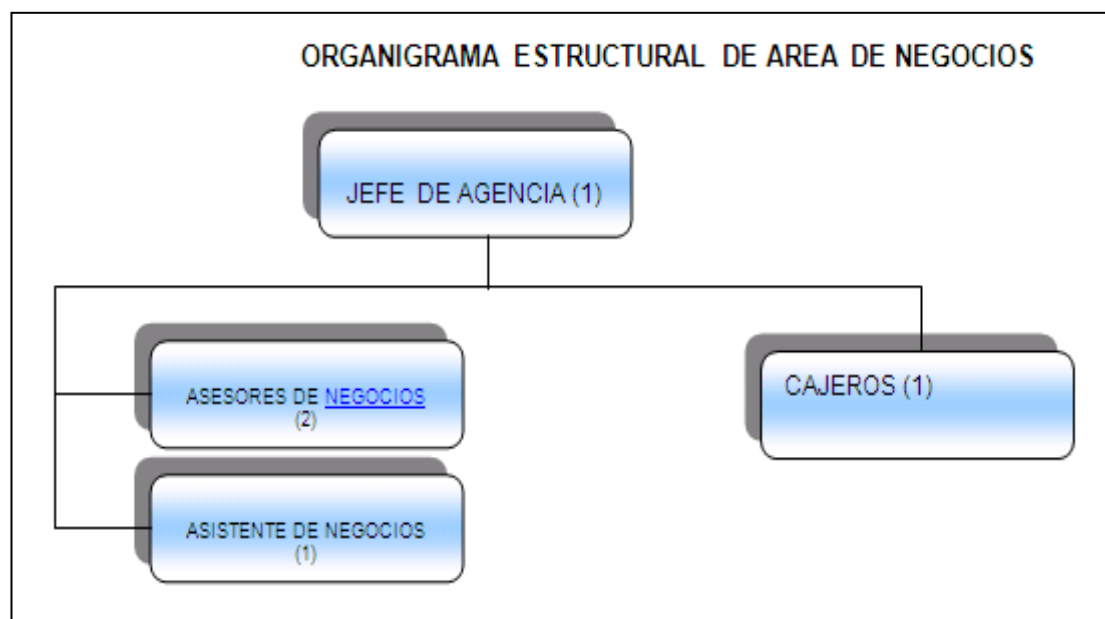 ORGANIGRAMA ESTRUCTURAL DE AREA DE NEGOCIOS
JEFE DE AGENCIA (1)
ASESORES DE NEGOCIOS
(2)
CAJEROS (1)
ASISTENTE DE NEGOCIOS
(1)